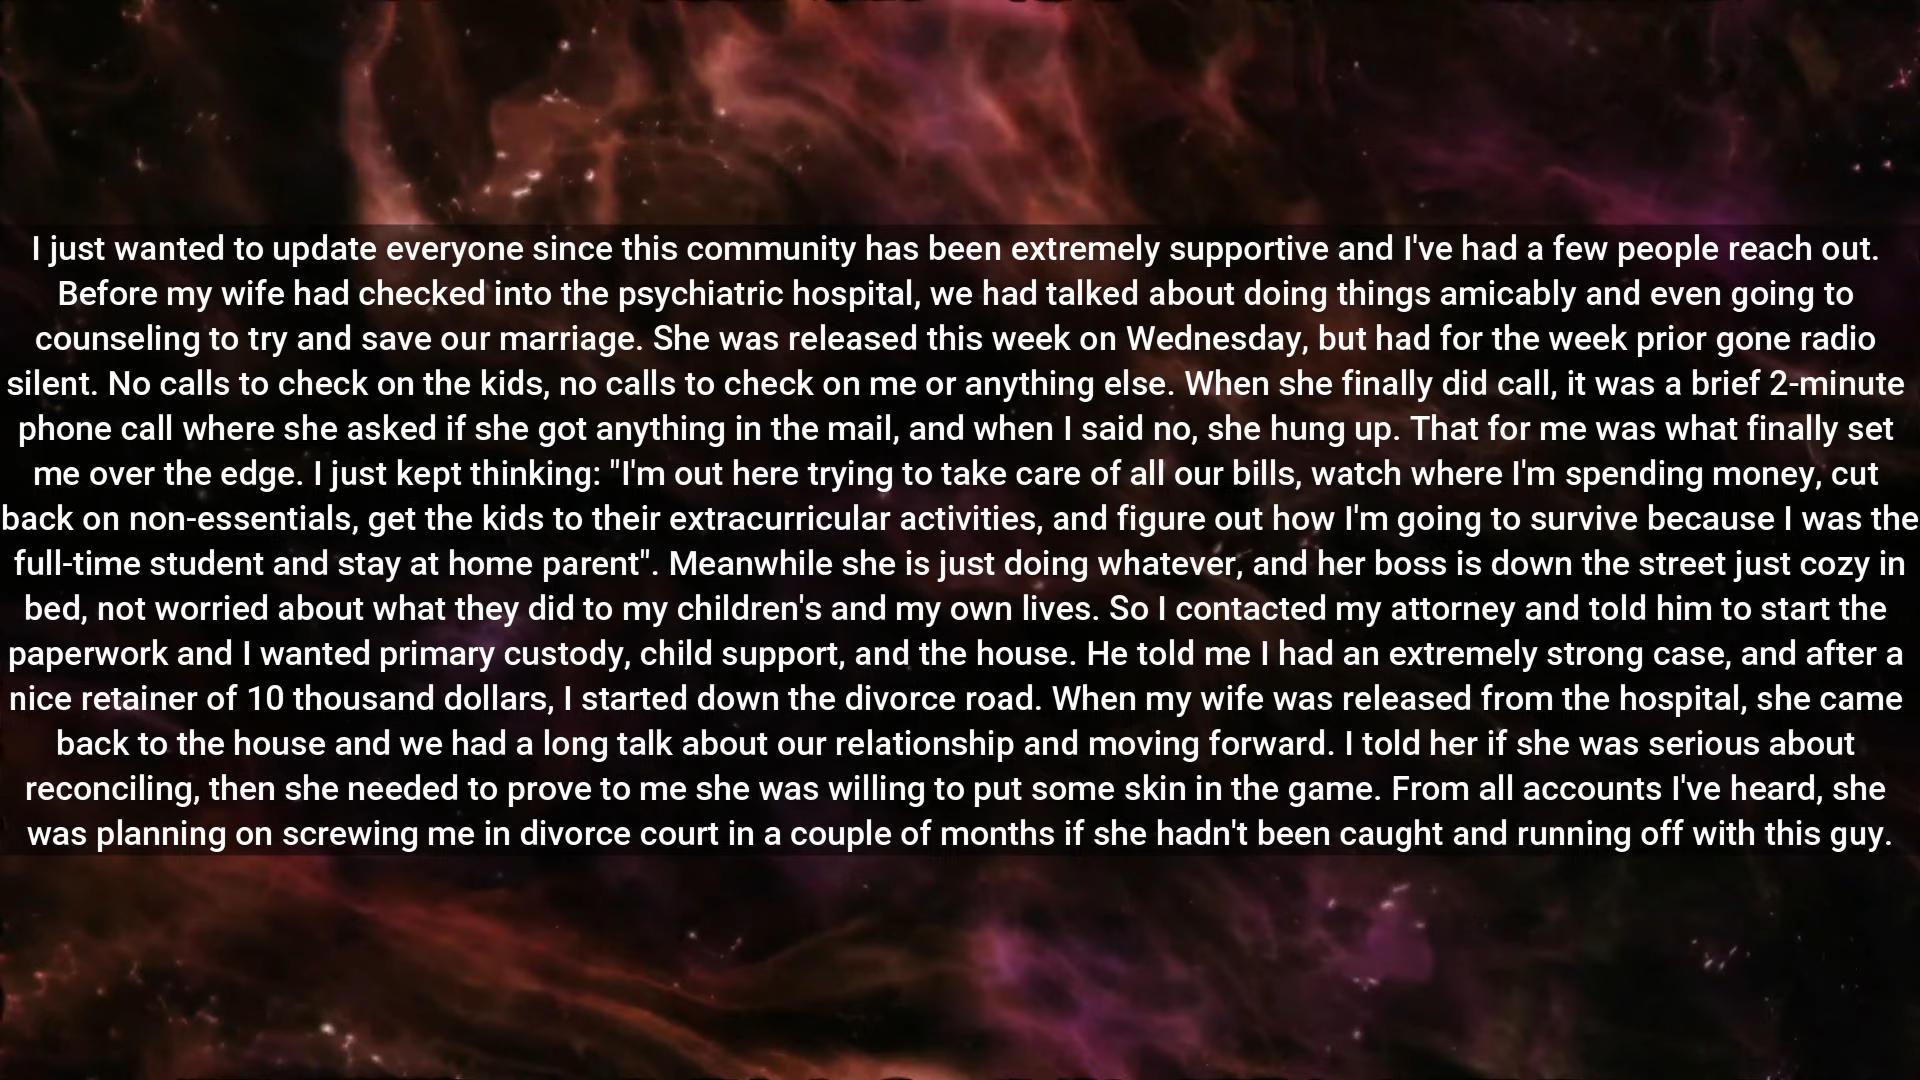 I just wanted to update everyone since this community has been extremely supportive and I've had a few people reach out.
Before my wife had checked into the psychiatric hospital, we had talked about doing things amicably and even going to
counseling to try and save our marriage. She was released this week on Wednesday, but had for the week prior gone radio
silent. No calls to check on the kids, no calls to check on me or anything else. When she finally did call, it was a brief 2-minute
phone call where she asked if she got anything in the mail, and when I said no, she hung up. That for me was what finally set
me over the edge. I just kept thinking: "I'm out here trying to take care of all our bills, watch where I'm spending money, cut
back on non-essentials, get the kids to their extracurricular activities, and figure out how I'm going to survive because I was the
full-time student and stay at home parent". Meanwhile she is just doing whatever, and her boss is down the street just cozy in
bed, not worried about what they did to my children's and my own lives. So I contacted my attorney and told him to start the
paperwork and I wanted primary custody, child support, and the house. He told me I had an extremely strong case, and after a
nice retainer of 10 thousand dollars, I started down the divorce road. When my wife was released from the hospital, she came
back to the house and we had a long talk about our relationship and moving forward. I told her if she was serious about
reconciling, then she needed to prove to me she was willing to put some skin in the game. From all accounts I've heard, she
was planning on screwing me in divorce court in a couple of months if she hadn't been caught and running off with this guy.